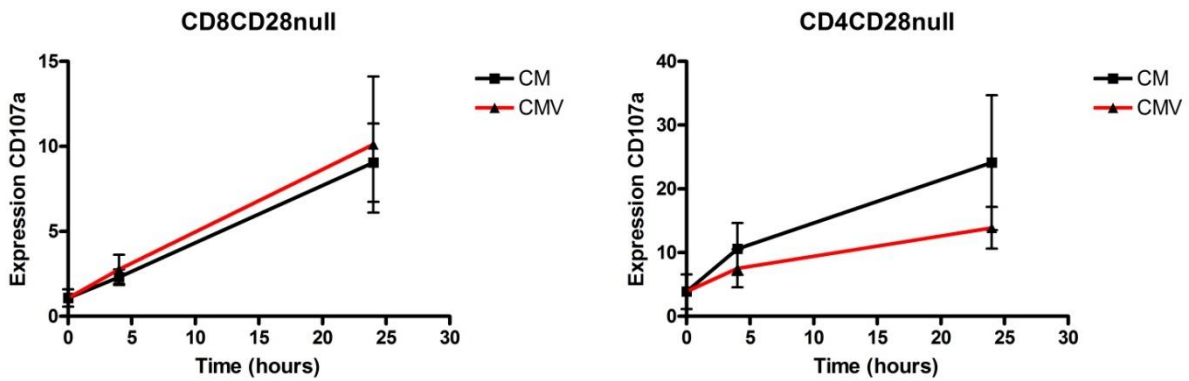 CD8CD28null
15
10
5
0
Expression CD107a
0 5 10 15 20 25 30
Time (hours)
CM
CMV
CD4CD28null
40
30
20
10
0
Expression CD107a
0 5 10 15 20 25 30
Time (hours)
CM
CMV